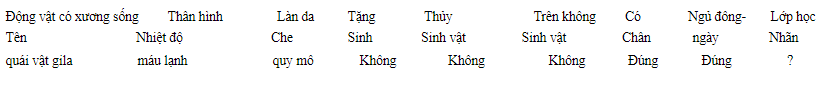 Động vật có xương sống Thân hình Làn da Tặng Thủy Trên không Có Ngủ đông- Lớp học
Tên Nhiệt độ Che Sinh Sinh vật Sinh vật Chân ngày Nhãn
quái vật gila máu lạnh quy mô Không Không Không Đúng Đúng ?